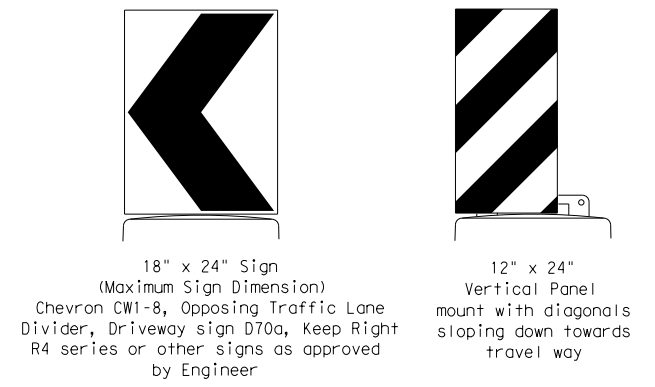 18" x 24" Sign
(Maximum Sign Dimension)
Chevron CW1-8, Opposing Traffic Lane
Divider, Driveway sign D70a, Keep Right
R4 series or other signs as approved
by Engineer
12" x 24"
Vertical Panel
mount with diagonals
sloping down towards
travel way